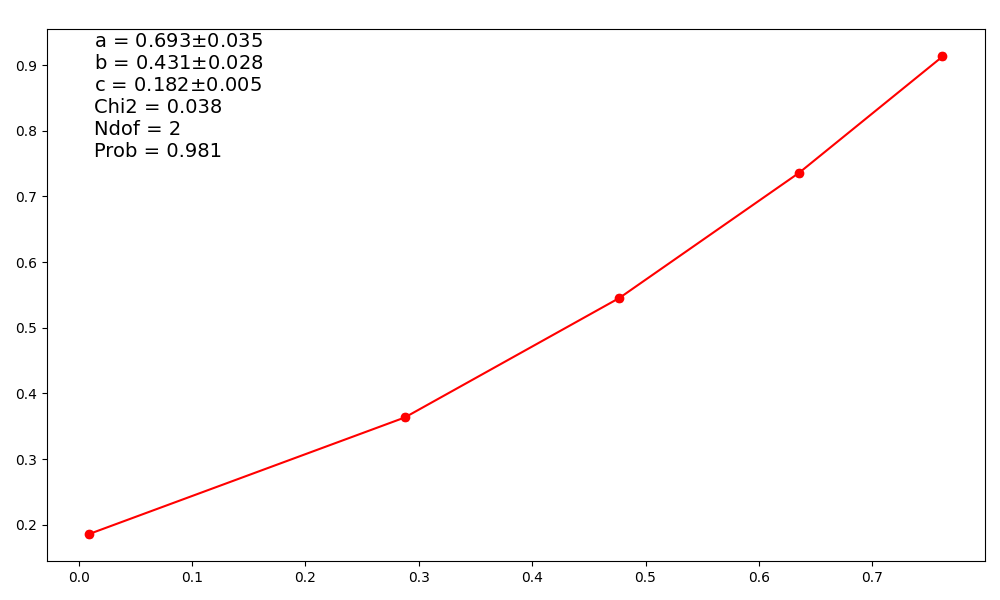 a = 0.693±0.035
b = 0.431±0.028
c = 0.182±0.005
Chi2 = 0.038
Ndof = 2
Prob = 0.981
0.9
0.8
0.7
0.6
0.5
0.4
0.3
0.2
0.0 0.1 0.2 0.3 0.4 0.5 0.6 0.7